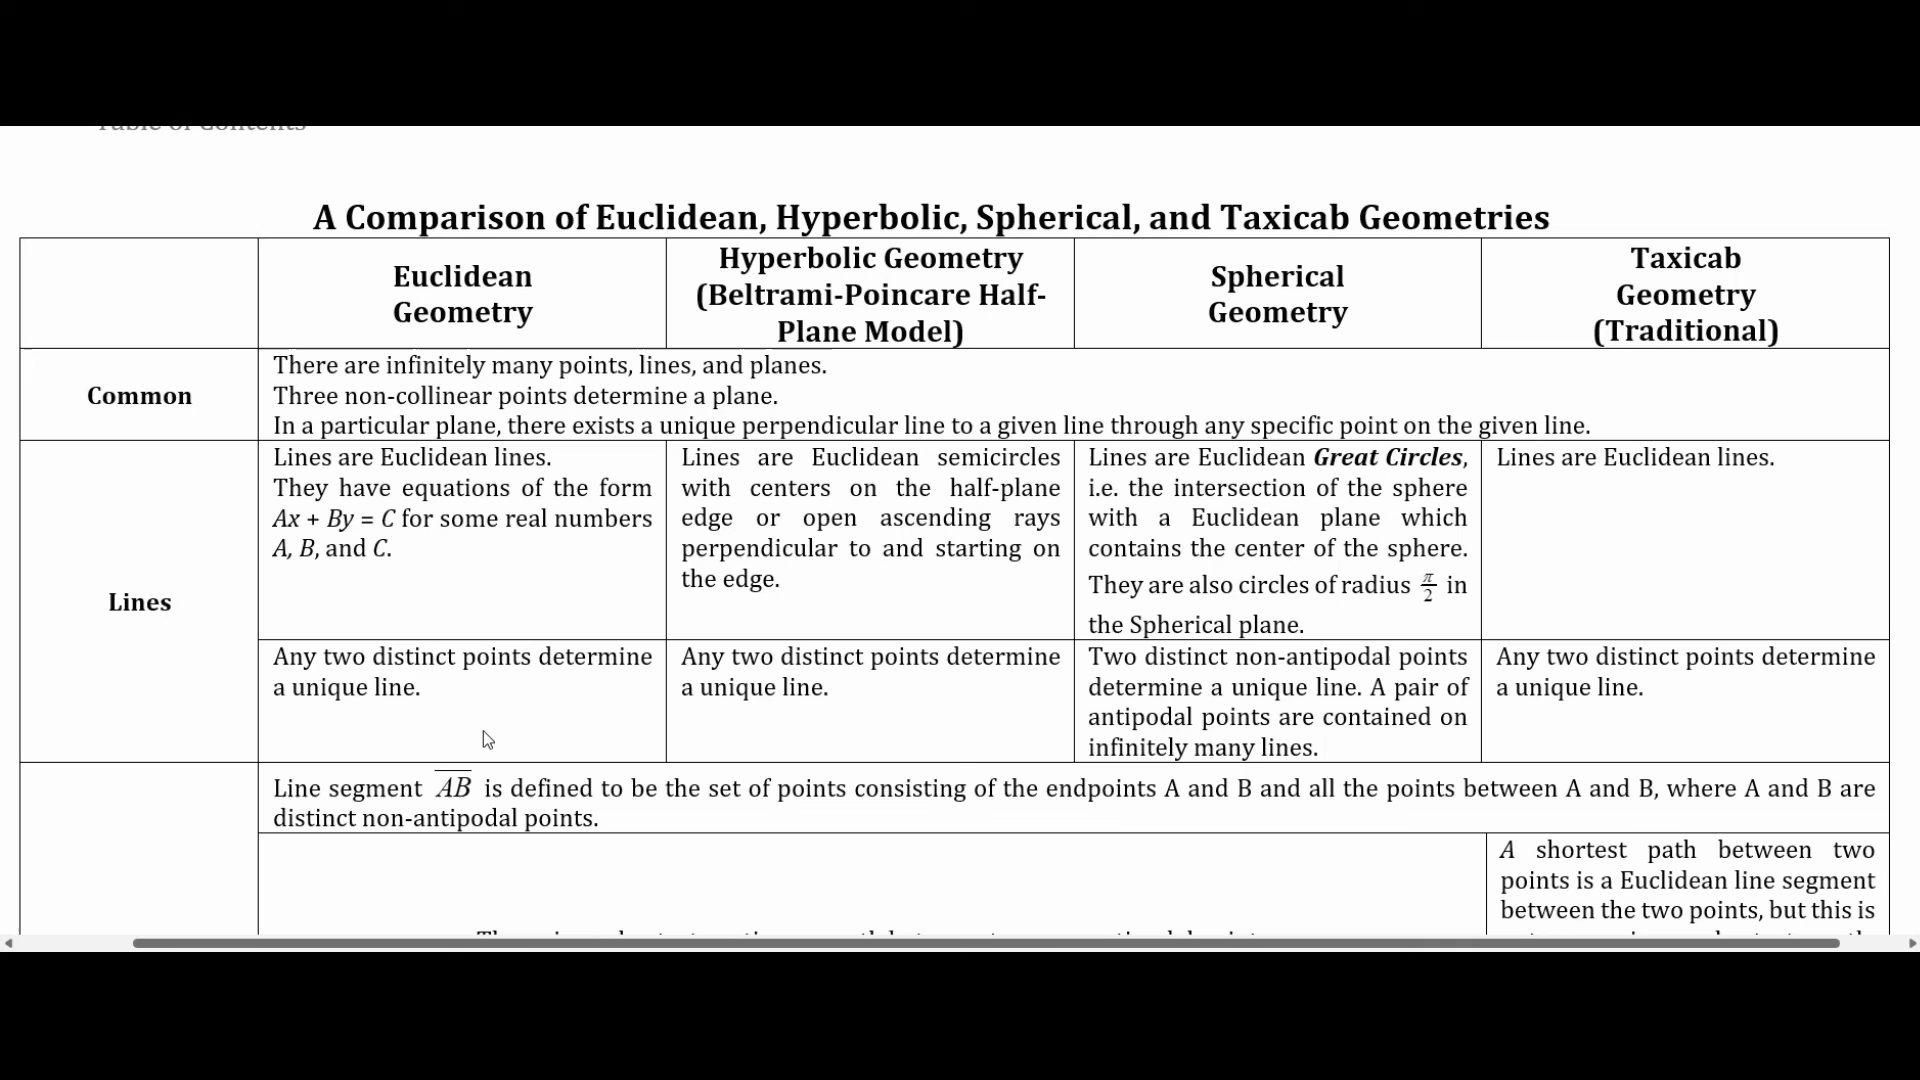 Table of Contents
A Comparison of Euclidean, Hyperbolic, Spherical, and Taxicab Geometries
Euclidean
Geometry
Hyperbolic Geometry
(Beltrami-Poincare Half-
Plane Model)
Spherical
Geometry
Taxicab
Geometry
(Traditional)
Common
There are infinitely many points, lines, and planes.
Three non-collinear points determine a plane.
In a particular plane, there exists a unique perpendicular line to a given line through any specific point on the given line.
Lines
Lines are Euclidean lines.
They have equations of the form
Ax + By = C for some real numbers
A, B, and C.
Lines are Euclidean semicircles
with centers on the half-plane
edge or open ascending rays
perpendicular to and starting on
the edge.
Lines are Euclidean Great Circles,
i.e. the intersection of the sphere
with a Euclidean plane which
contains the center of the sphere.
They are also circles of radius π/2 in
the Spherical plane.
Lines are Euclidean lines.
Any two distinct points determine
a unique line.
Any two distinct points determine
a unique line.
Two distinct non-antipodal points
determine a unique line. A pair of
antipodal points are contained on
infinitely many lines.
Any two distinct points determine
a unique line.
Line segment AB is defined to be the set of points consisting of the endpoints A and B and all the points between A and B, where A and B are
distinct non-antipodal points.
A shortest path between two
points is a Euclidean line segment
between the two points, but this is